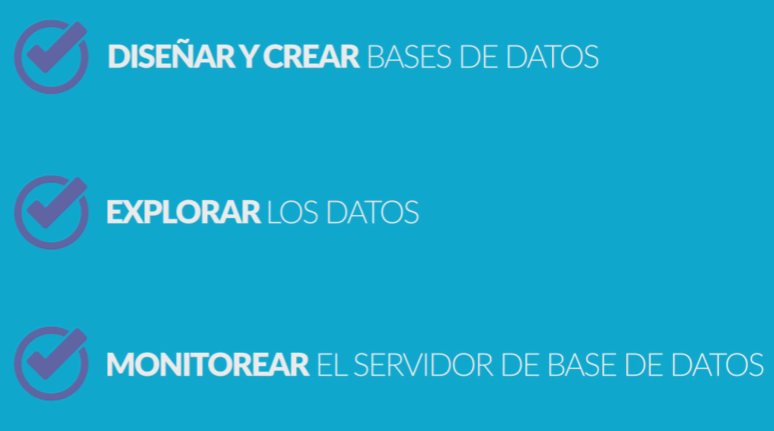 DISEÑAR Y CREAR BASES DE DATOS
EXPLORAR LOS DATOS
MONITOREAR EL SERVIDOR DE BASE DE DATOS